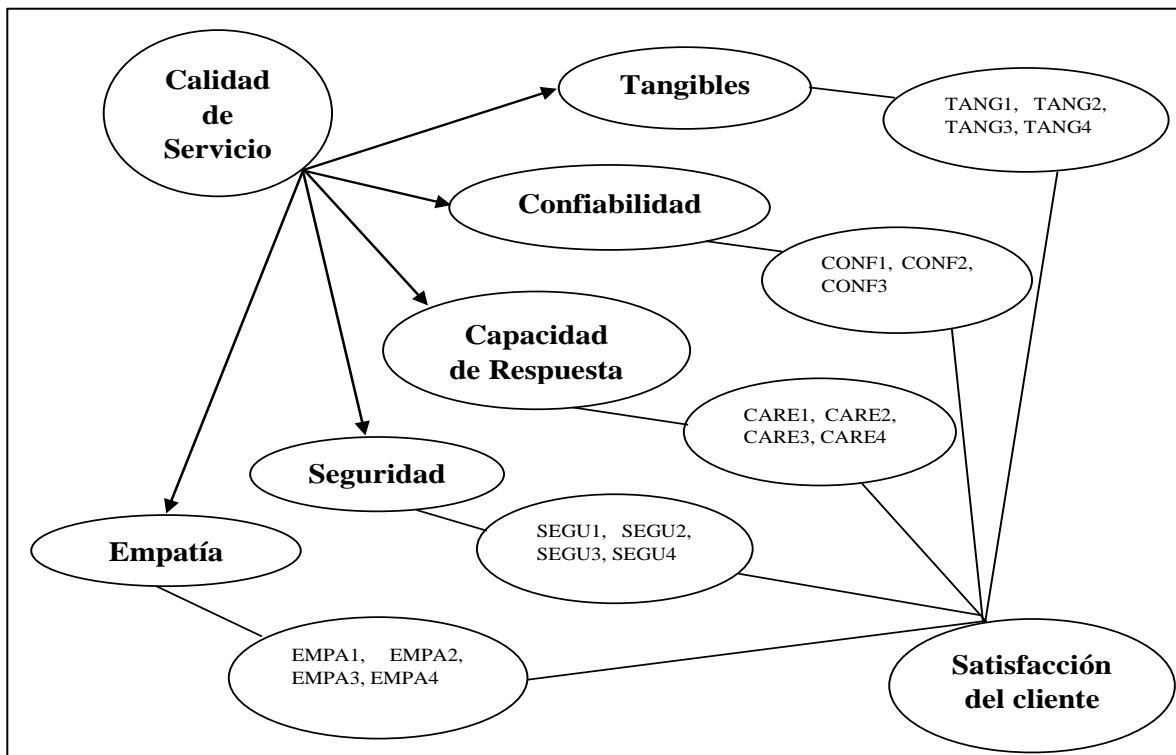 Calidad
de
Servicio
Tangibles
TANG1, TANG2,
TANG3, TANG4
Confiabilidad
CONF1, CONF2,
CONF3
Capacidad
de Respuesta
CARE1, CARE2,
CARE3, CARE4
Seguridad
SEGU1, SEGU2,
SEGU3, SEGU4
Empatía
EMPA1, EMPA2,
EMPA3, EMPA4
Satisfacción
del cliente